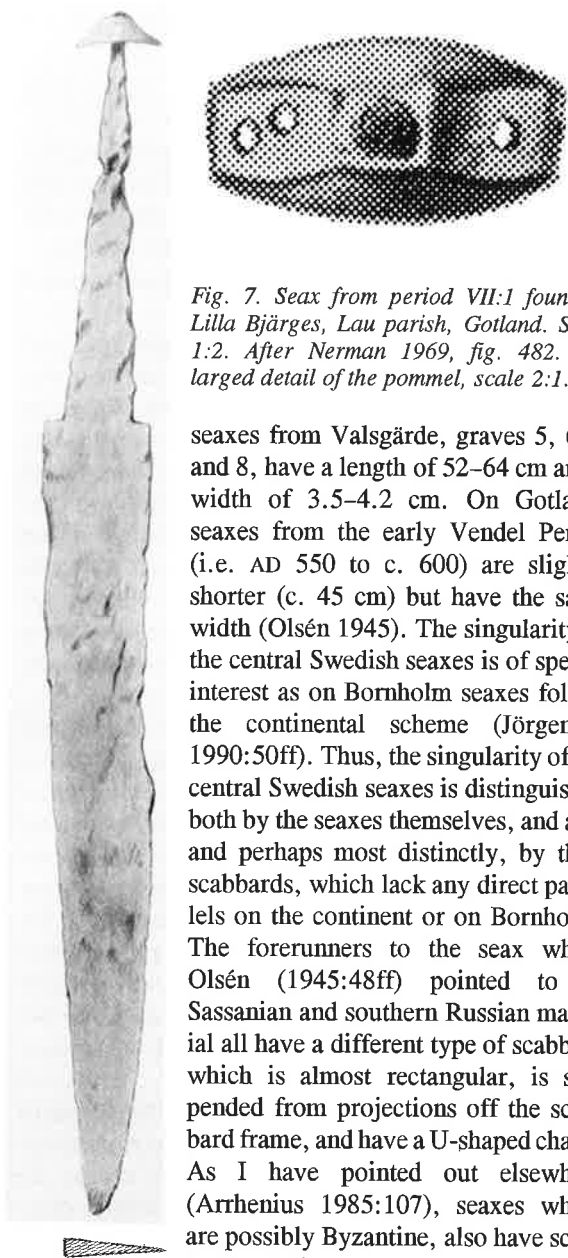 Fig. 7. Seax from period VII:1 foun
Lilla Bjärges, Lau parish, Gotland. S
1:2. After Nerman 1969, fig. 482.
larged detail of the pommel, scale 2:1.
seaxes from Valsgärde, graves 5,
and 8, have a length of 52–64 cm a
width of 3.5–4.2 cm. On Gotla
seaxes from the early Vendel Per
(i.e. AD 550 to c. 600) are sligh
shorter (c. 45 cm) but have the sa
width (Olsén 1945). The singularity
the central Swedish seaxes is of spe
interest as on Bornholm seaxes fol
the continental scheme (Jörgen
1990:50ff). Thus, the singularity of
central Swedish seaxes is distinguis
both by the seaxes themselves, and a
and perhaps most distinctly, by th
scabbards, which lack any direct pa
lels on the continent or on Bornho
The forerunners to the seax wh
Olsén (1945:48ff) pointed to
Sassanian and southern Russian ma
ial all have a different type of scabb
which is almost rectangular, is s
pended from projections off the sc
bard frame, and have a U-shaped cha
As I have pointed out elsewh
(Arrhenius 1985:107), seaxes wh
are possibly Byzantine, also have sc